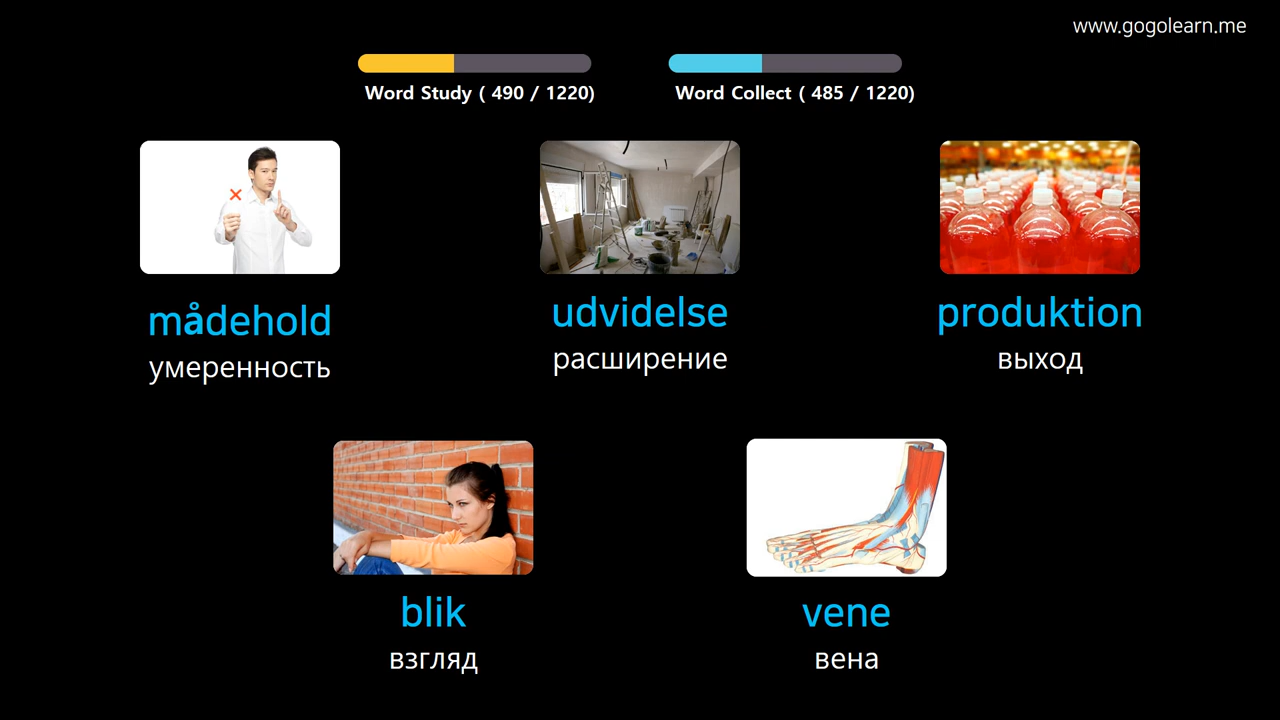 www.gogolearn.me
Word Study ( 490 / 1220)
Word Collect ( 485 / 1220)
mådehold
умеренность
udvidelse
расширение
produktion
выход
blik
взгляд
vene
вена